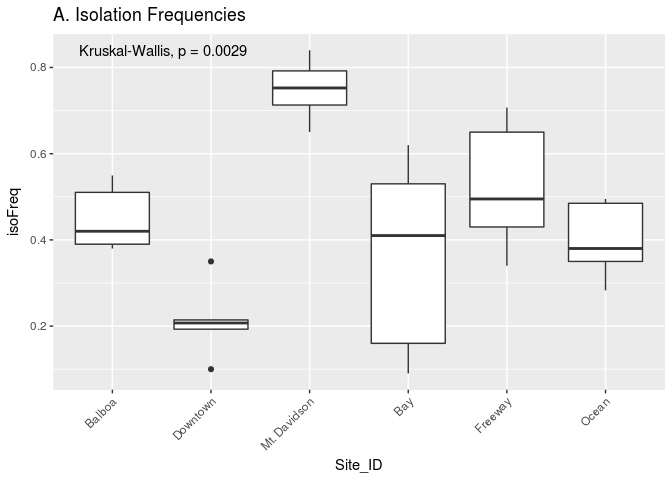 A. Isolation Frequencies
Kruskal-Wallis, p = 0.0029
0.8
0.6
0.4
0.2
isoFreq
Balboa
Downtown
Mt. Davidson
Bay
Freeway
Ocean
Site_ID